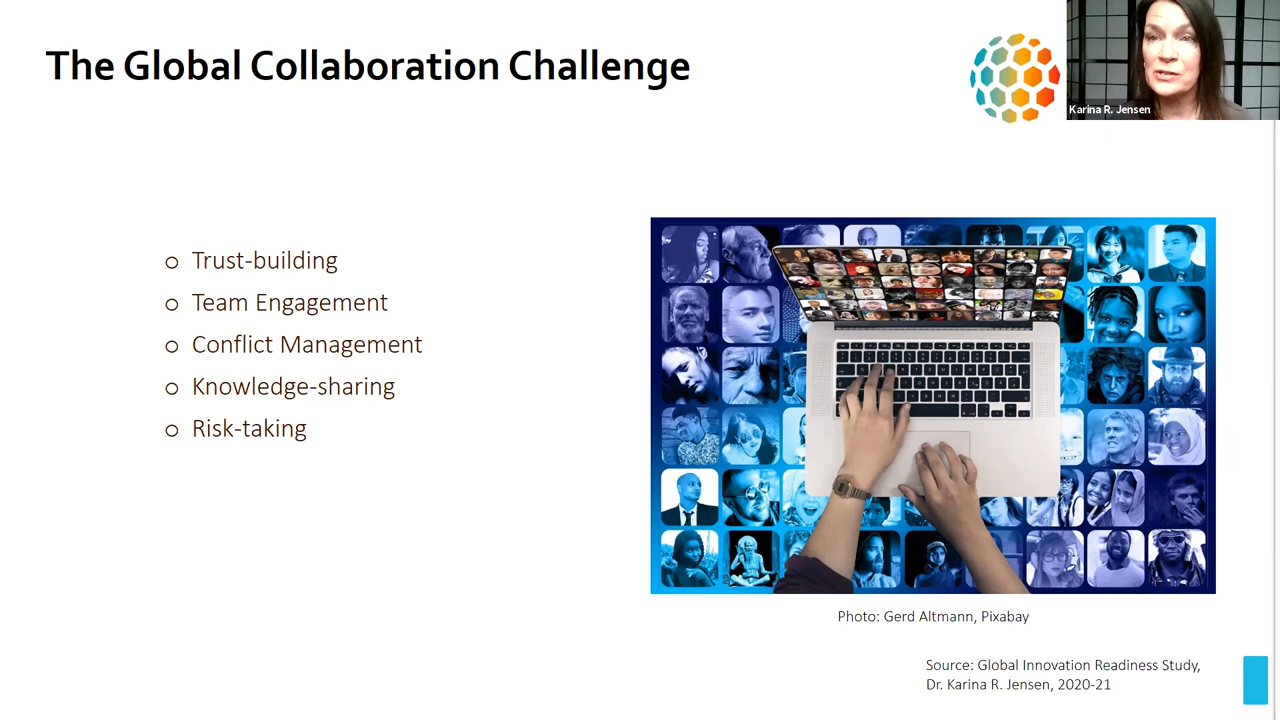 The Global Collaboration Challenge
Karina R. Jensen
o Trust-building
o Team Engagement
o Conflict Management
o Knowledge-sharing
o Risk-taking
Photo: Gerd Altmann, Pixabay
Source: Global Innovation Readiness Study,
Dr. Karina R. Jensen, 2020-21